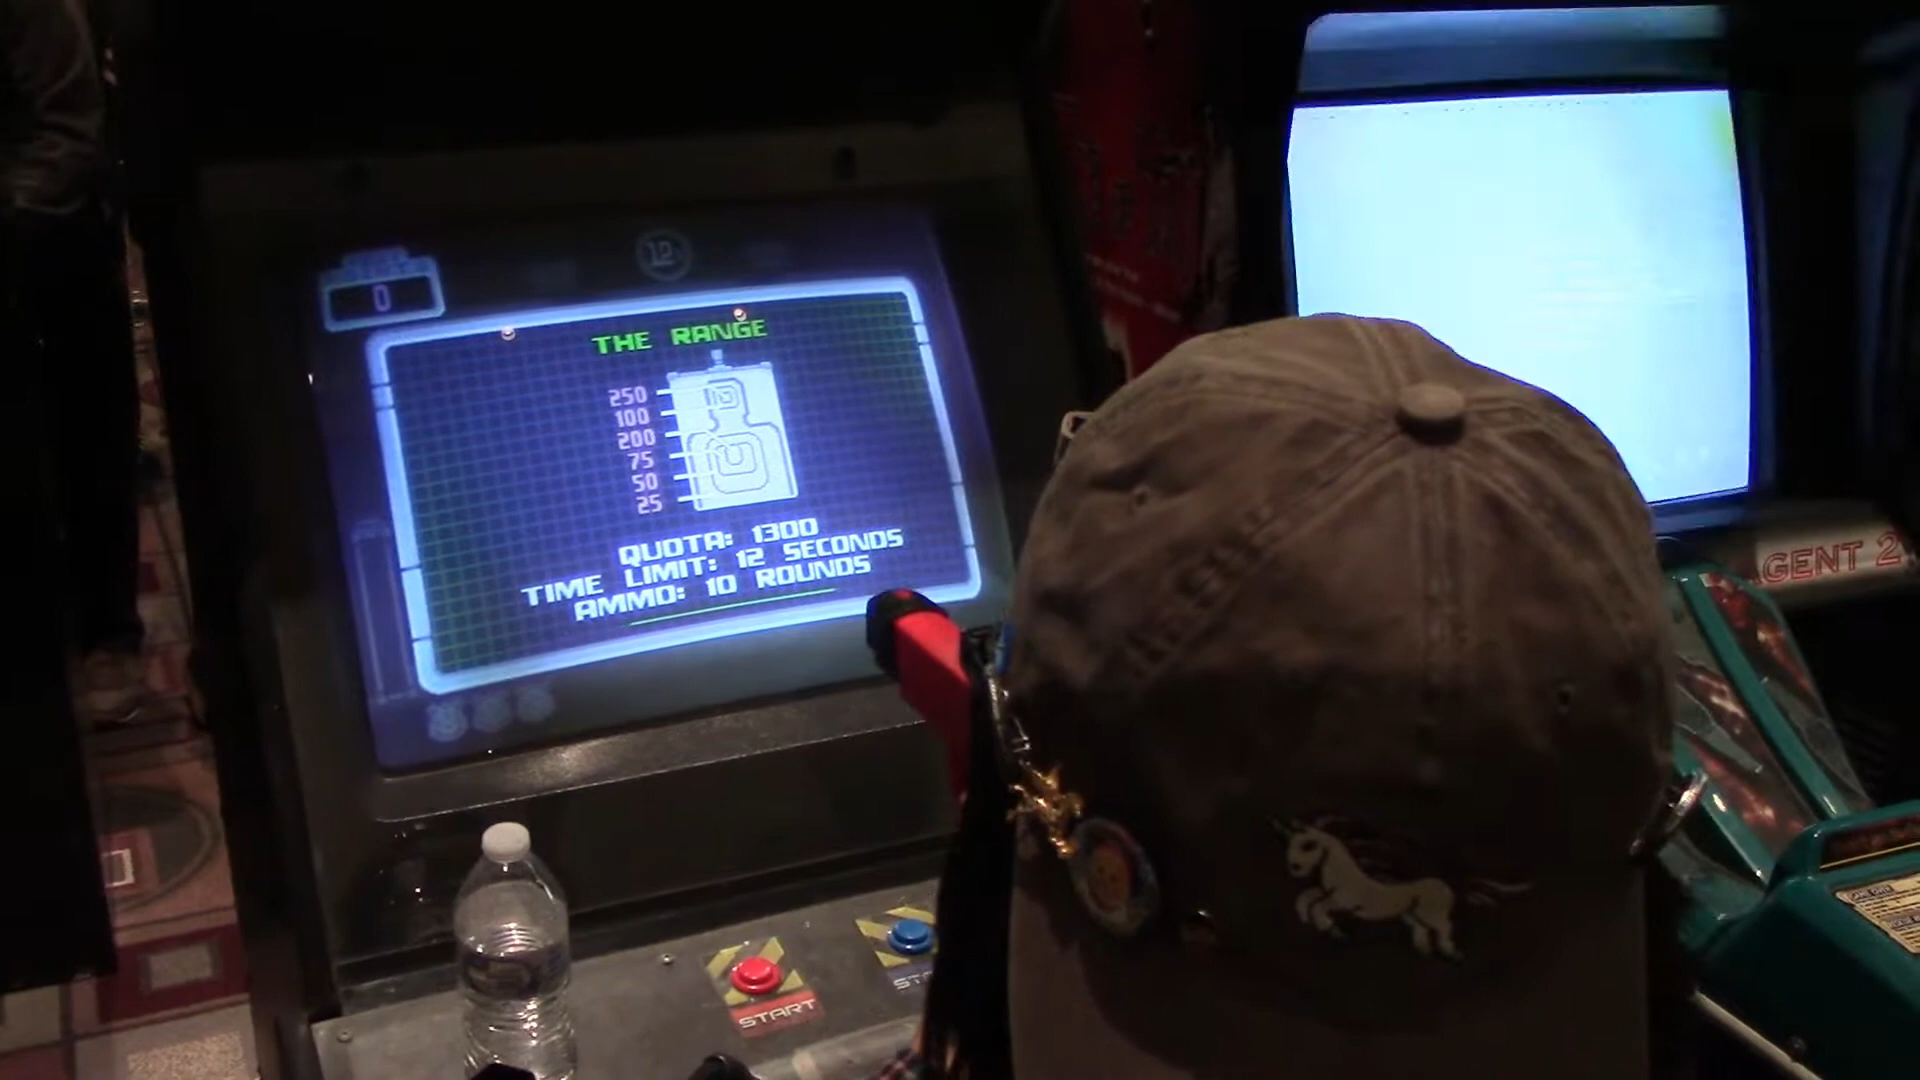 0
12
THE RANGE
250
100
200
75
50
25
QUOTA: 1300
TIME LIMIT: 12 SECONDS
AMMO: 10 ROUNDS
GENT 2
START